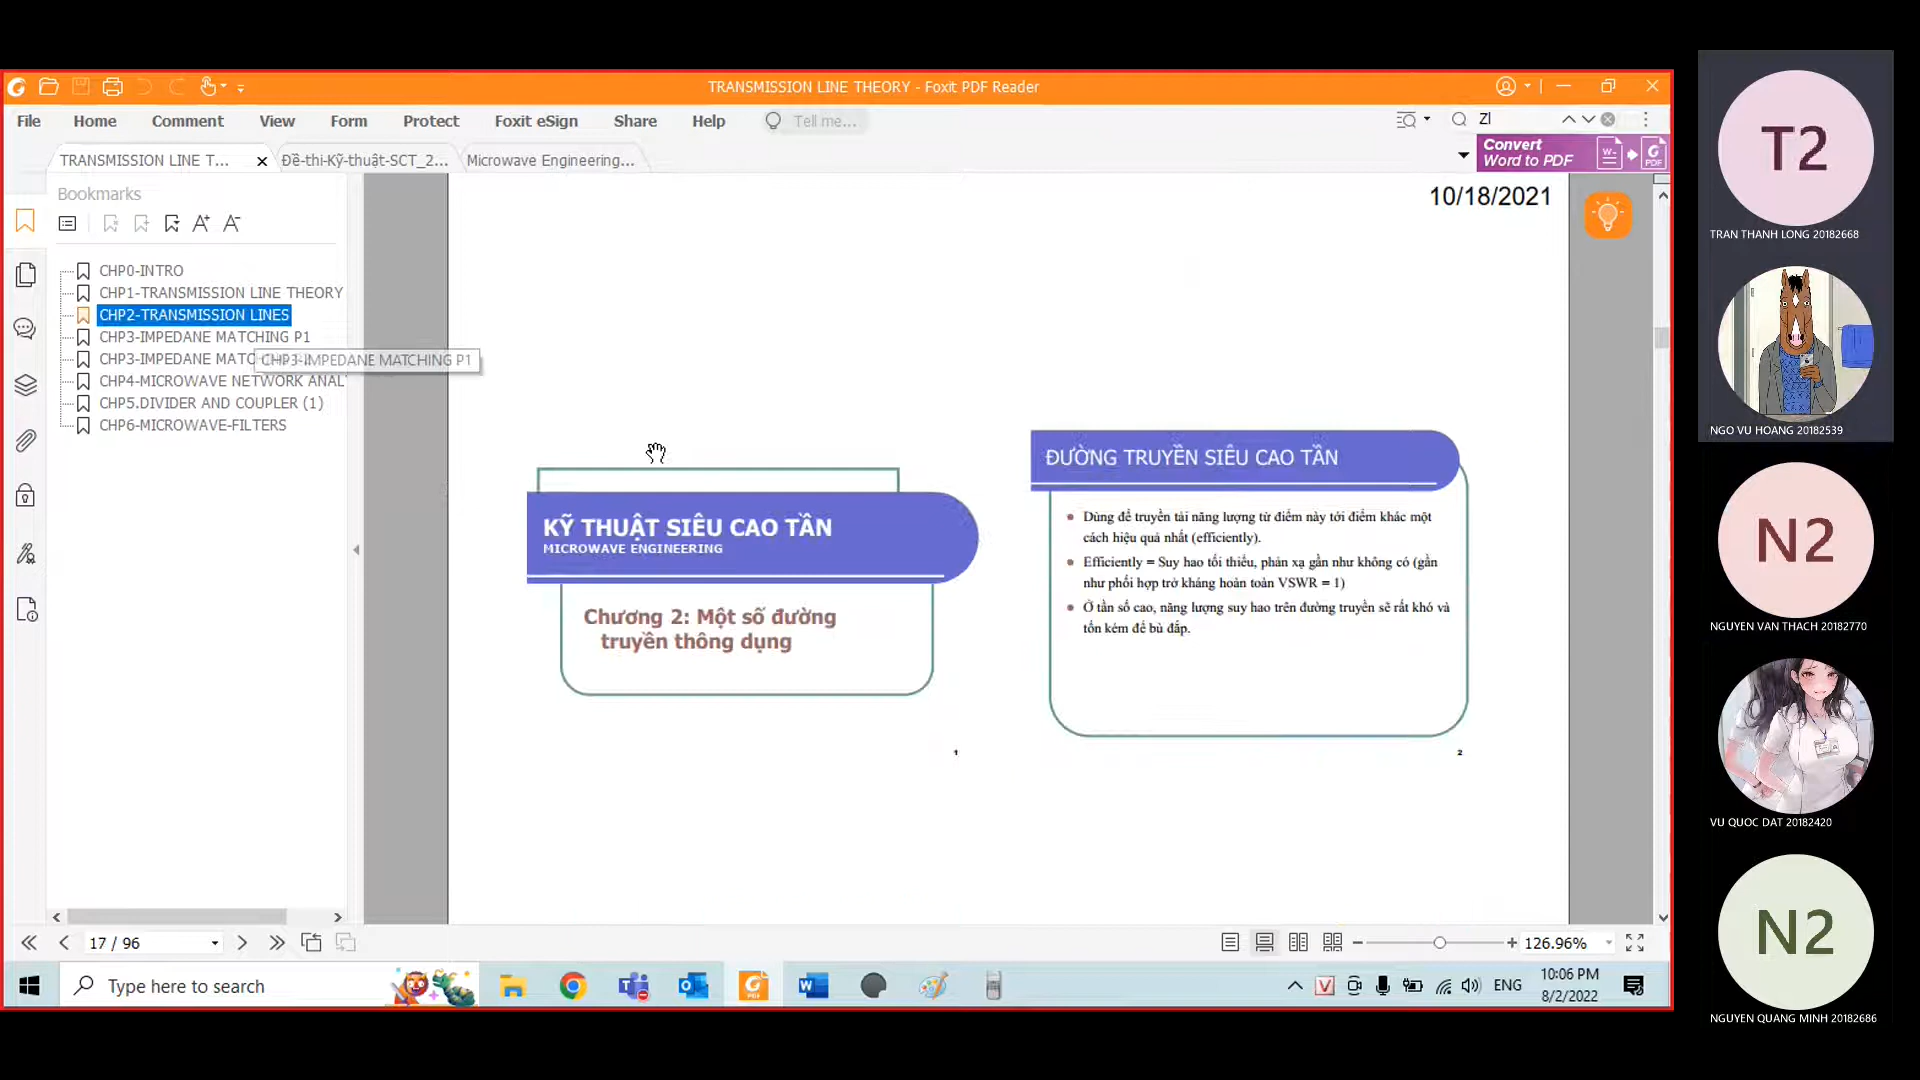 TRANSMISSION LINE THEORY - Foxit PDF Reader
File Home Comment View Form Protect Foxit eSign Share Help Tell me... Zl
TRANSMISSION LINE T... Đề-thi-Kỹ-thuật-SCT_2... Microwave Engineering... Convert
Word to PDF
Bookmarks
CHP0-INTRO
CHP1-TRANSMISSION LINE THEORY
CHP2-TRANSMISSION LINES
CHP3-IMPEDANE MATCHING P1
CHP3-IMPEDANE MATC
CHP3-IMPEDANE MATCHING P1
CHP4-MICROWAVE NETWORK ANAL
CHP5.DIVIDER AND COUPLER (1)
CHP6-MICROWAVE-FILTERS
10/18/2021
KỸ THUẬT SIÊU CAO TẦN
MICROWAVE ENGINEERING
Chương 2: Một số đường
truyền thông dụng
1
ĐƯỜNG TRUYỀN SIÊU CAO TẦN
Dùng để truyền tải năng lượng từ điểm này tới điểm khác một
cách hiệu quả nhất (efficiently).
Efficiently = Suy hao tối thiểu, phản xạ gần như không có (gần
như phối hợp trở kháng hoàn toàn VSWR = 1)
Ở tần số cao, năng lượng suy hao trên đường truyền sẽ rất khó và
tốn kém để bù đắp.
2
17 / 96
126.96%
Type here to search
ENG
10:06 PM
8/2/2022
T2
TRAN THANH LONG 20182668
NGO VU HOANG 20182539
N2
NGUYEN VAN THACH 20182770
VU QUOC DAT 20182420
N2
NGUYEN QUANG MINH 20182686